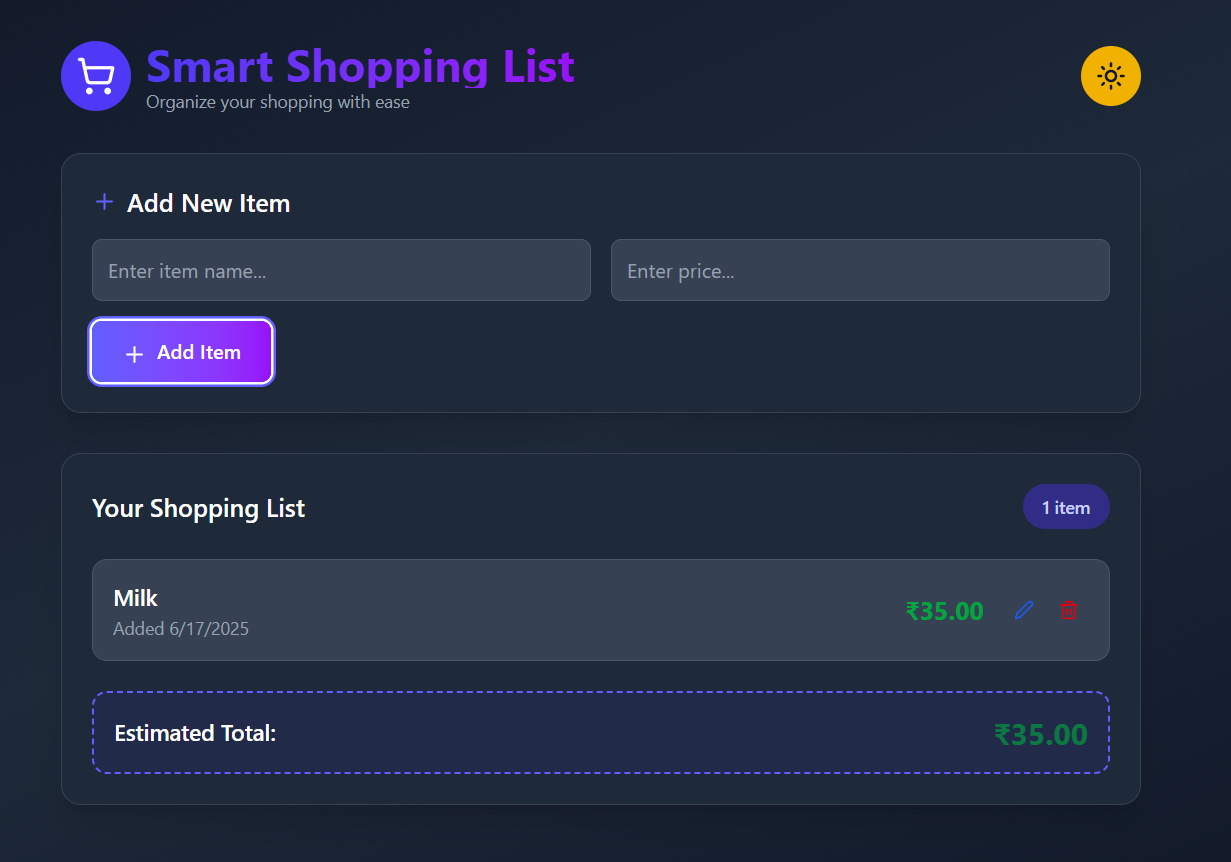 Smart Shopping List
Organize your shopping with ease
Add New Item
Enter item name...
Enter price...
Add Item
Your Shopping List
1 item
Milk
Added 6/17/2025
₹35.00
Estimated Total:
₹35.00